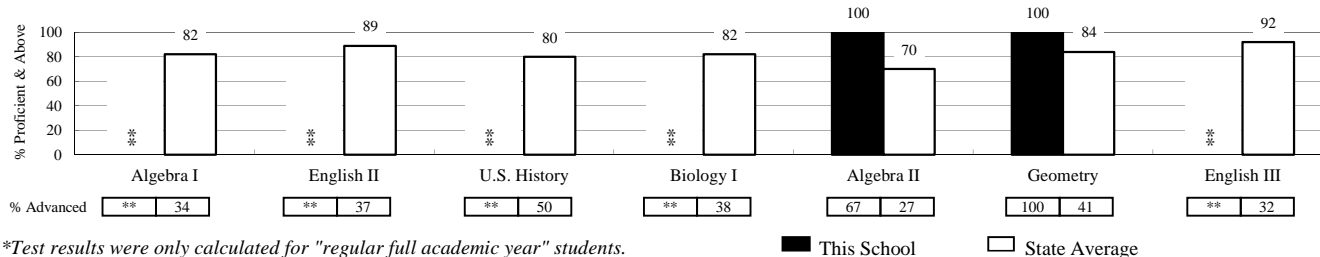 100 100
92
89
84
82 82
80
70
% Proficient & Above
100
80
60
40
20
0
** ** ** ** **
Algebra I English II U.S. History Biology I Algebra II Geometry English III
% Advanced ** 34 ** 37 ** 50 ** 38 67 27 100 41 ** 32
*Test results were only calculated for "regular full academic year" students. This School State Average